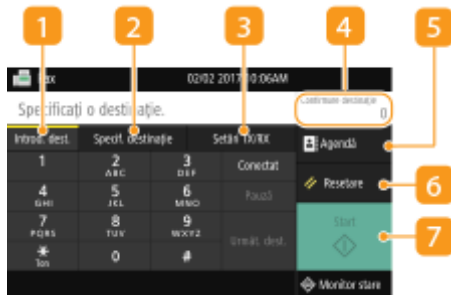 1 2 3 4 5
Fax 02/02 2017 10:06AM
Specificați o destinație.
Confirmare destinație
0
Introd. dest. Specif. destinație Setări TX/RX
Agendă
1 2 ABC 3 DEF Conectat
4 GHI 5 JKL 6 MNO Pauză
Resetare 6
7 PQRS 8 TUV 9 WXYZ Următ. dest.
Start 7
* Ton 0 #
Monitor stare